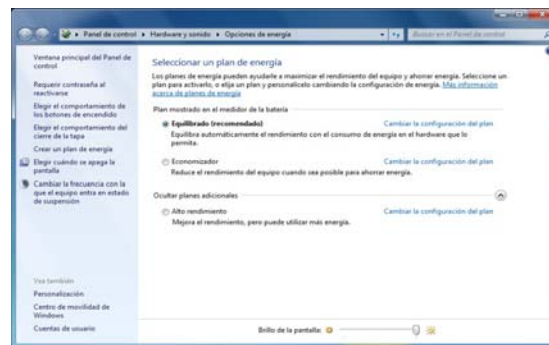 Panel de control ▸ Hardware y sonido ▸ Opciones de energía
Buscar en el Panel de control
Ventana principal del Panel de
control
Requerir contraseña al
reactivarse
Elegir el comportamiento de
los botones de encendido
Elegir el comportamiento del
cierre de la tapa
Crear un plan de energía
Elegir cuándo se apaga la
pantalla
Cambiar la frecuencia con la
que el equipo entra en estado
de suspensión
Vea también
Personalización
Centro de movilidad de
Windows
Cuentas de usuario
Seleccionar un plan de energía
Los planes de energía pueden ayudarle a maximizar el rendimiento del equipo y ahorrar energía. Seleccione un
plan para activarlo, o elija un plan y personalícelo cambiando la configuración de energía. Más información
acerca de planes de energía
Plan mostrado en el medidor de la batería
Equilibrado (recomendado) Cambiar la configuración del plan
Equilibra automáticamente el rendimiento con el consumo de energía en el hardware que lo
permita.
Economizador Cambiar la configuración del plan
Reduce el rendimiento del equipo cuando sea posible para ahorrar energía.
Ocultar planes adicionales
Alto rendimiento Cambiar la configuración del plan
Mejora el rendimiento, pero puede utilizar más energía.
Brillo de la pantalla: